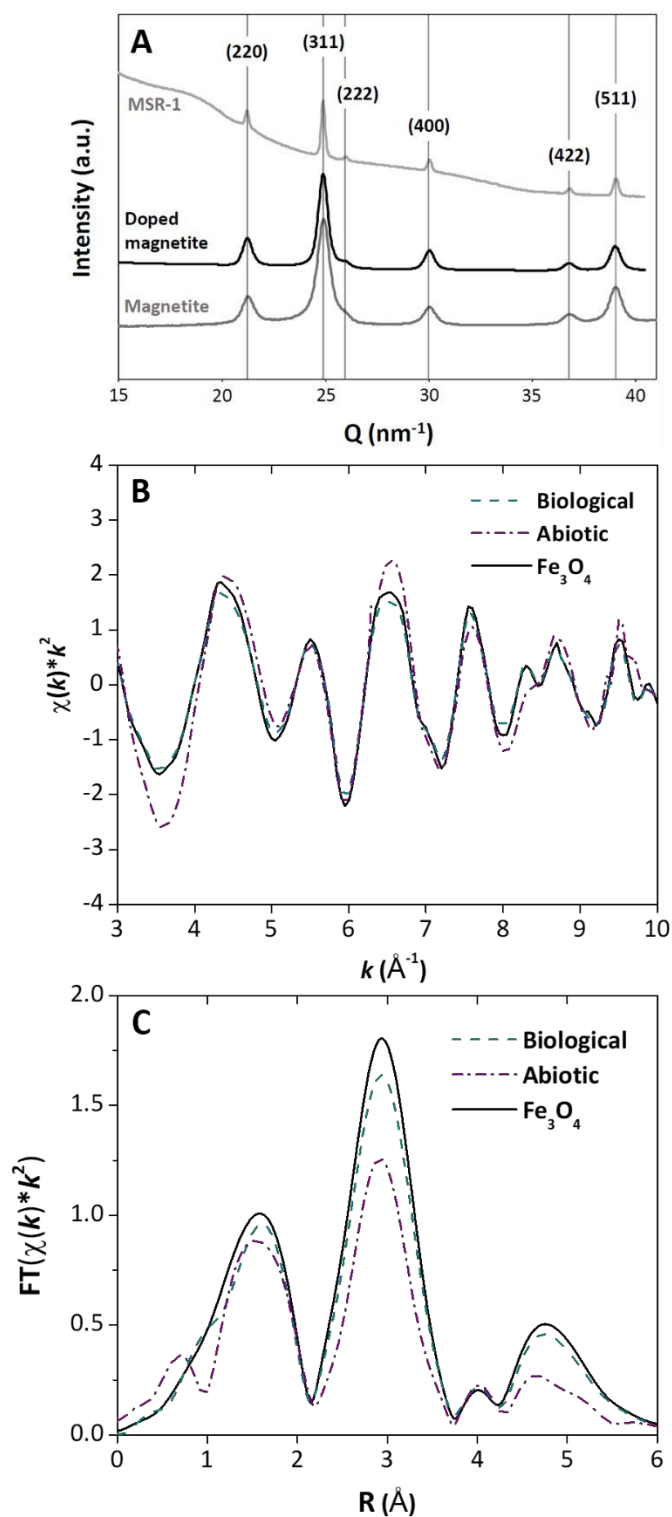 A
(220)
(311)
(222)
(400)
(422)
(511)
MSR-1
Doped
magnetite
Magnetite
Intensity (a.u.)
15 20 25 30 35 40
Q (nm⁻¹)
B
Biological
Abiotic
Fe₃O₄
4
3
2
1
0
-1
-2
-3
-4
χ(k)*k²
3 4 5 6 7 8 9 10
k (Å⁻¹)
C
Biological
Abiotic
Fe₃O₄
2.0
1.5
1.0
0.5
0.0
FT(χ(k)*k²)
0 1 2 3 4 5 6
R (Å)